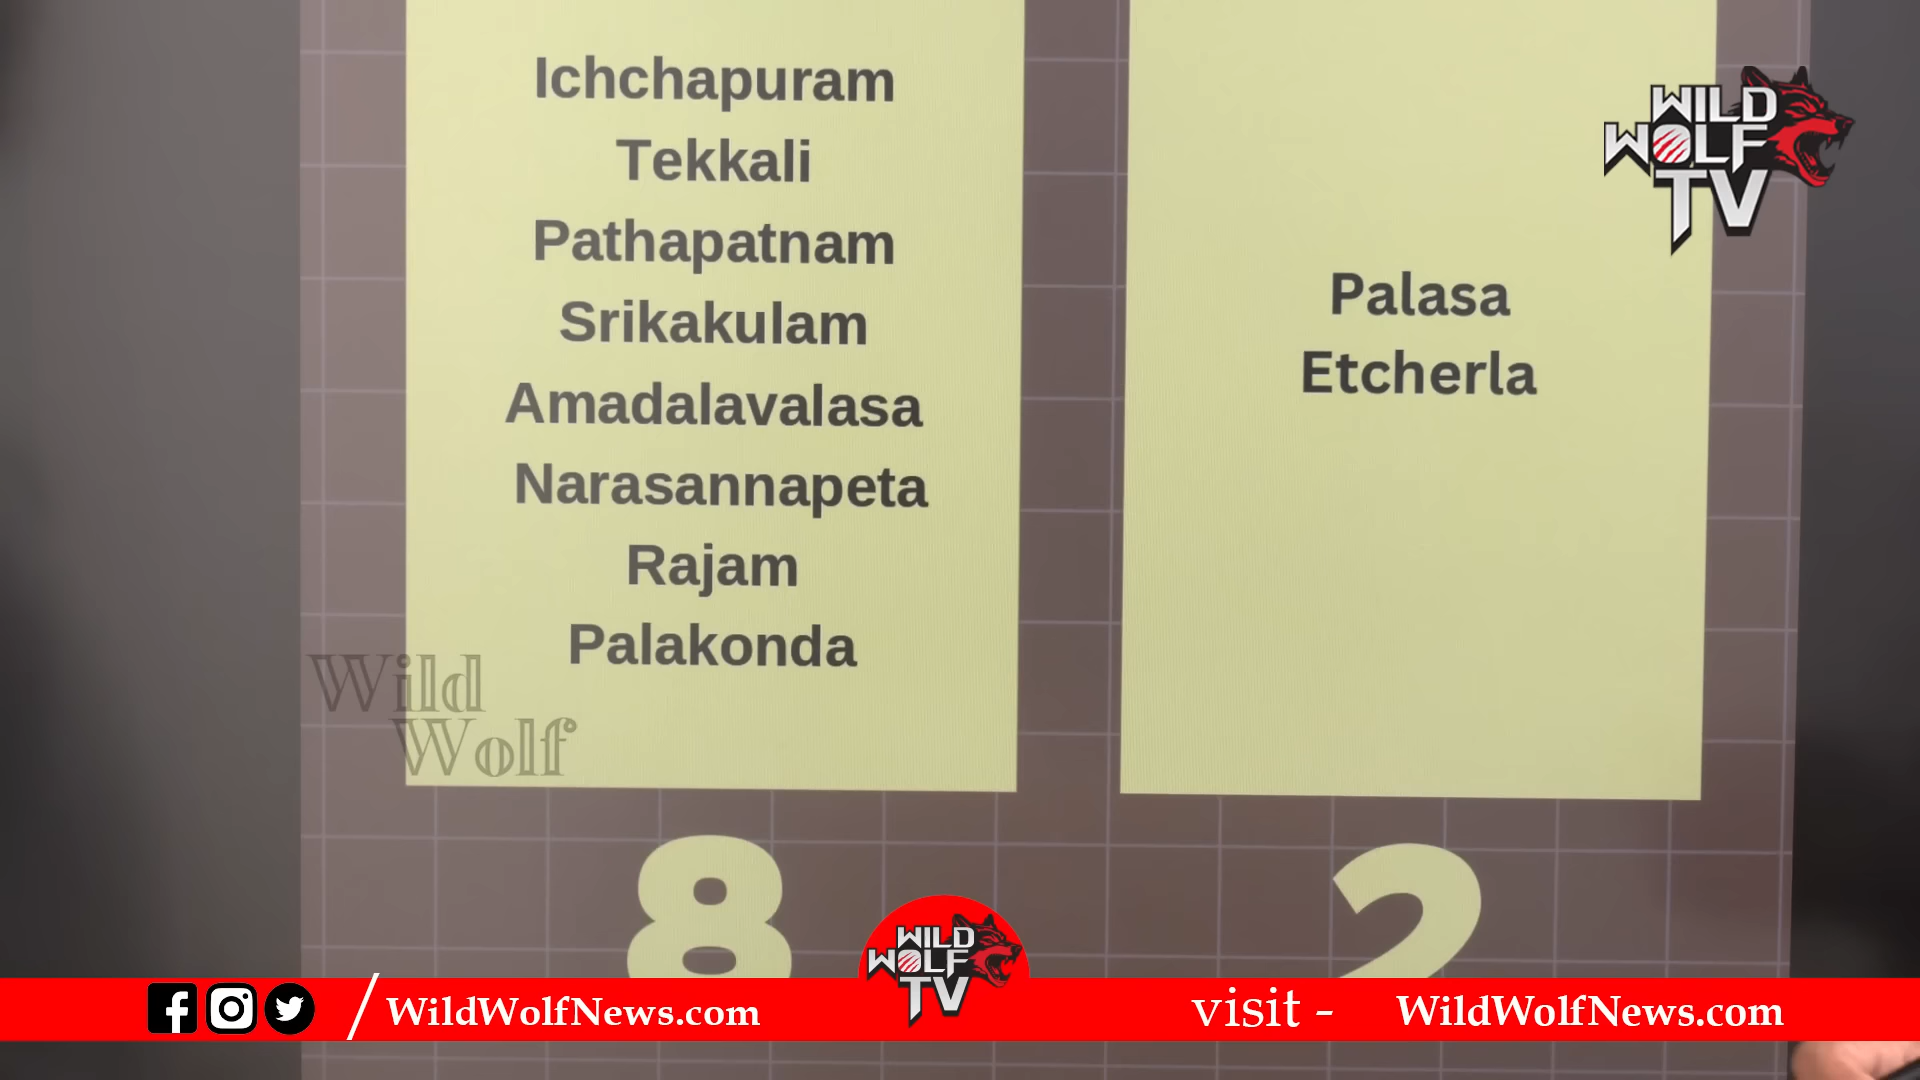 Ichchapuram
Tekkali
Pathapatnam
Srikakulam
Amadalavalasa
Narasannapeta
Rajam
Palakonda
8
Palasa
Etcherla
2
WILD
WOLF
TV
Wild
Wolf
WILD
WOLF
TV
WildWolfNews.com
visit - WildWolfNews.com